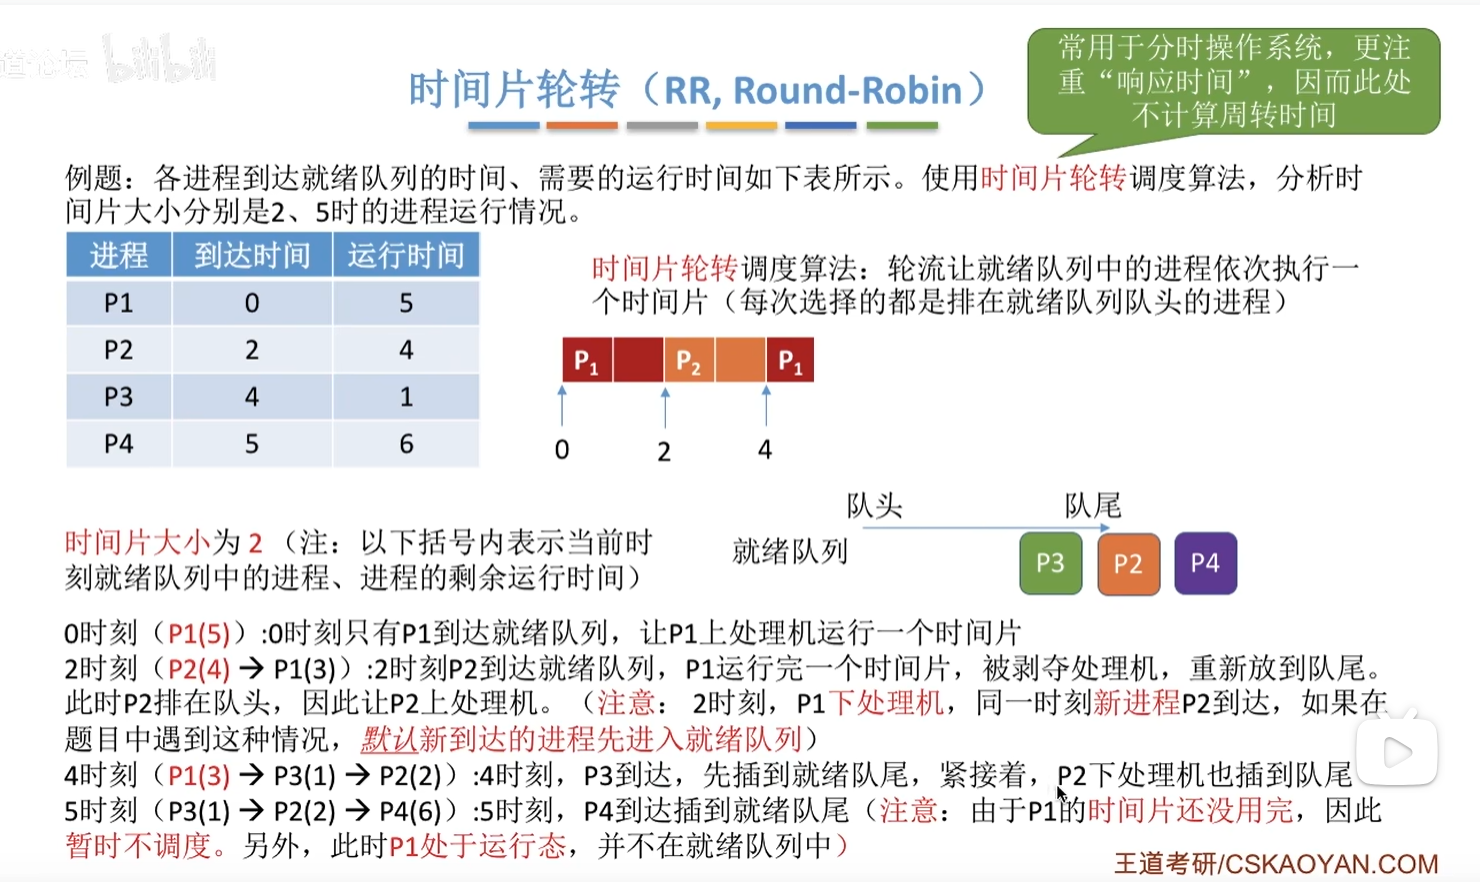 道论坛 bilibili
常用于分时操作系统，更注
重“响应时间”，因而此处
不计算周转时间
时间片轮转（RR, Round-Robin）
例题：各进程到达就绪队列的时间、需要的运行时间如下表所示。使用时间片轮转调度算法，分析时
间片大小分别是2、5时的进程运行情况。
进程 到达时间 运行时间
P1 0 5
P2 2 4
P3 4 1
P4 5 6
时间片轮转调度算法：轮流让就绪队列中的进程依次执行一
个时间片（每次选择的都是排在就绪队列队头的进程）
P₁ P₂ P₁
0 2 4
队头 队尾
就绪队列 P3 P2 P4
时间片大小为 2 （注：以下括号内表示当前时
刻就绪队列中的进程、进程的剩余运行时间）
0时刻（P1(5)）:0时刻只有P1到达就绪队列，让P1上处理机运行一个时间片
2时刻（P2(4) → P1(3)）:2时刻P2到达就绪队列，P1运行完一个时间片，被剥夺处理机，重新放到队尾。
此时P2排在队头，因此让P2上处理机。（注意： 2时刻，P1下处理机，同一时刻新进程P2到达，如果在
题目中遇到这种情况，默认新到达的进程先进入就绪队列）
4时刻（P1(3) → P3(1) → P2(2)）:4时刻，P3到达，先插到就绪队尾，紧接着，P2下处理机也插到队尾
5时刻（P3(1) → P2(2) → P4(6)）:5时刻，P4到达插到就绪队尾（注意：由于P1的时间片还没用完，因此
暂时不调度。另外，此时P1处于运行态，并不在就绪队列中）
王道考研/CSKAOYAN.COM